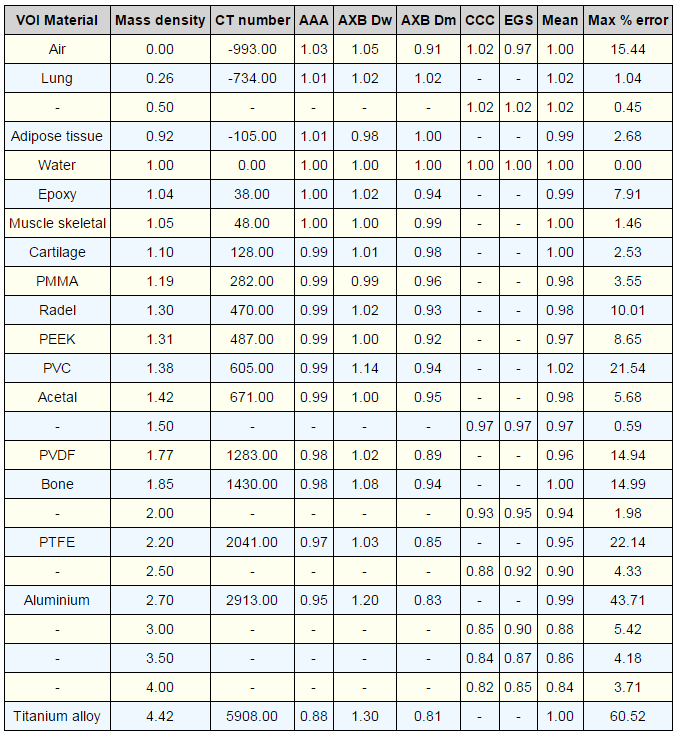 VOI Material Mass density CT number AAA AXB Dw AXB Dm CCC EGS Mean Max % error
Air 0.00 -993.00 1.03 1.05 0.91 1.02 0.97 1.00 15.44
Lung 0.26 -734.00 1.01 1.02 1.02 - - 1.02 1.04
- 0.50 - - - - 1.02 1.02 1.02 0.45
Adipose tissue 0.92 -105.00 1.01 0.98 1.00 - - 0.99 2.68
Water 1.00 0.00 1.00 1.00 1.00 1.00 1.00 1.00 0.00
Epoxy 1.04 38.00 1.00 1.02 0.94 - - 0.99 7.91
Muscle skeletal 1.05 48.00 1.00 1.00 0.99 - - 1.00 1.46
Cartilage 1.10 128.00 0.99 1.01 0.98 - - 1.00 2.53
PMMA 1.19 282.00 0.99 0.99 0.96 - - 0.98 3.55
Radel 1.30 470.00 0.99 1.02 0.93 - - 0.98 10.01
PEEK 1.31 487.00 0.99 1.00 0.92 - - 0.97 8.65
PVC 1.38 605.00 0.99 1.14 0.94 - - 1.02 21.54
Acetal 1.42 671.00 0.99 1.00 0.95 - - 0.98 5.68
- 1.50 - - - - 0.97 0.97 0.97 0.59
PVDF 1.77 1283.00 0.98 1.02 0.89 - - 0.96 14.94
Bone 1.85 1430.00 0.98 1.08 0.94 - - 1.00 14.99
- 2.00 - - - - 0.93 0.95 0.94 1.98
PTFE 2.20 2041.00 0.97 1.03 0.85 - - 0.95 22.14
- 2.50 - - - - 0.88 0.92 0.90 4.33
Aluminium 2.70 2913.00 0.95 1.20 0.83 - - 0.99 43.71
- 3.00 - - - - 0.85 0.90 0.88 5.42
- 3.50 - - - - 0.84 0.87 0.86 4.18
- 4.00 - - - - 0.82 0.85 0.84 3.71
Titanium alloy 4.42 5908.00 0.88 1.30 0.81 - - 1.00 60.52